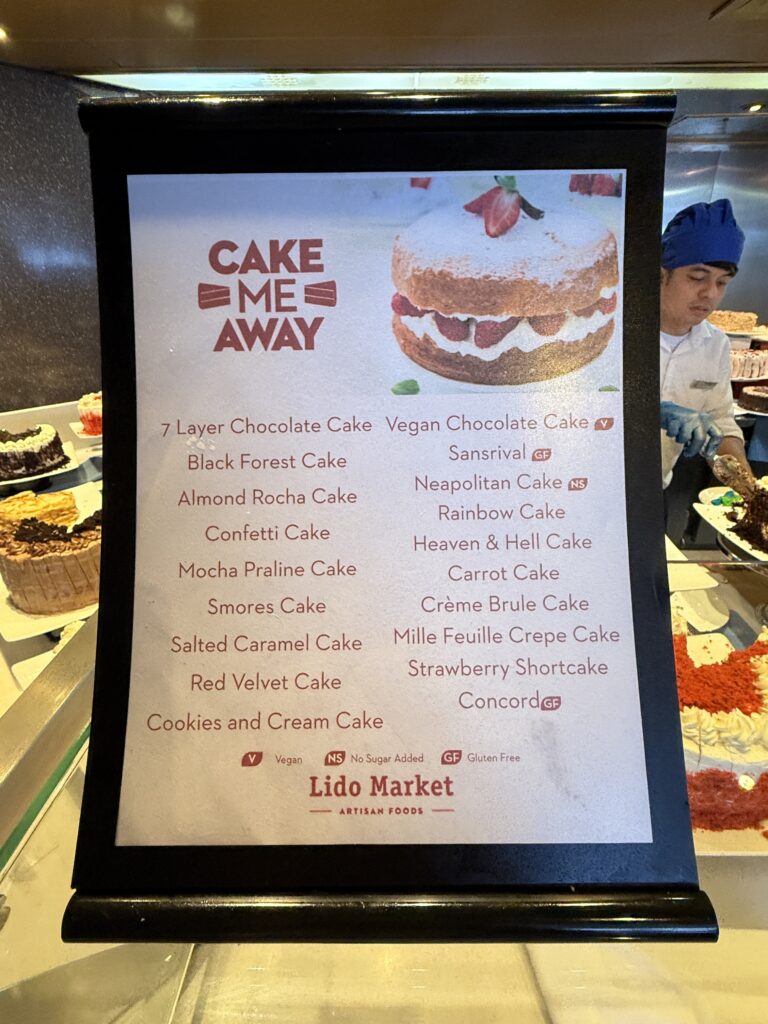 CAKE
ME
AWAY
7 Layer Chocolate Cake
Black Forest Cake
Almond Rocha Cake
Confetti Cake
Mocha Praline Cake
Smores Cake
Salted Caramel Cake
Red Velvet Cake
Cookies and Cream Cake
Vegan Chocolate Cake V
Sansrival GF
Neapolitan Cake NS
Rainbow Cake
Heaven & Hell Cake
Carrot Cake
Crème Brule Cake
Mille Feuille Crepe Cake
Strawberry Shortcake
Concord GF
V Vegan NS No Sugar Added GF Gluten Free
Lido Market
ARTISAN FOODS